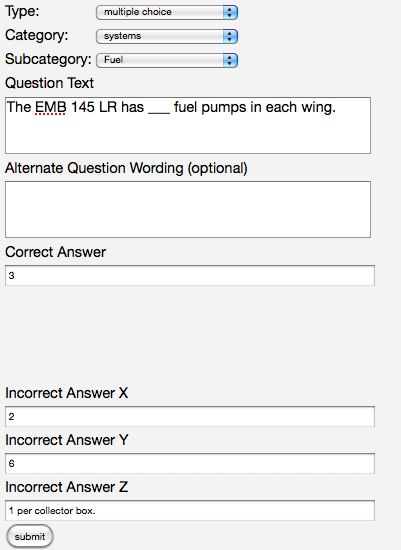 Type: multiple choice
Category: systems
Subcategory: Fuel
Question Text
The EMB 145 LR has ___ fuel pumps in each wing.
Alternate Question Wording (optional)
Correct Answer
3
Incorrect Answer X
2
Incorrect Answer Y
6
Incorrect Answer Z
1 per collector box.
submit